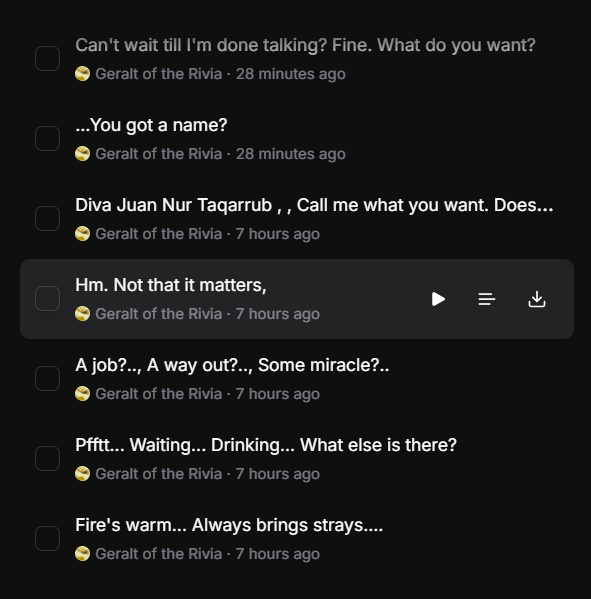 Can't wait till I'm done talking? Fine. What do you want?
Geralt of the Rivia · 28 minutes ago
...You got a name?
Geralt of the Rivia · 28 minutes ago
Diva Juan Nur Taqarrub , , Call me what you want. Does...
Geralt of the Rivia · 7 hours ago
Hm. Not that it matters,
Geralt of the Rivia · 7 hours ago
A job?.., A way out?.., Some miracle?..
Geralt of the Rivia · 7 hours ago
Pfftt... Waiting... Drinking... What else is there?
Geralt of the Rivia · 7 hours ago
Fire's warm... Always brings strays....
Geralt of the Rivia · 7 hours ago